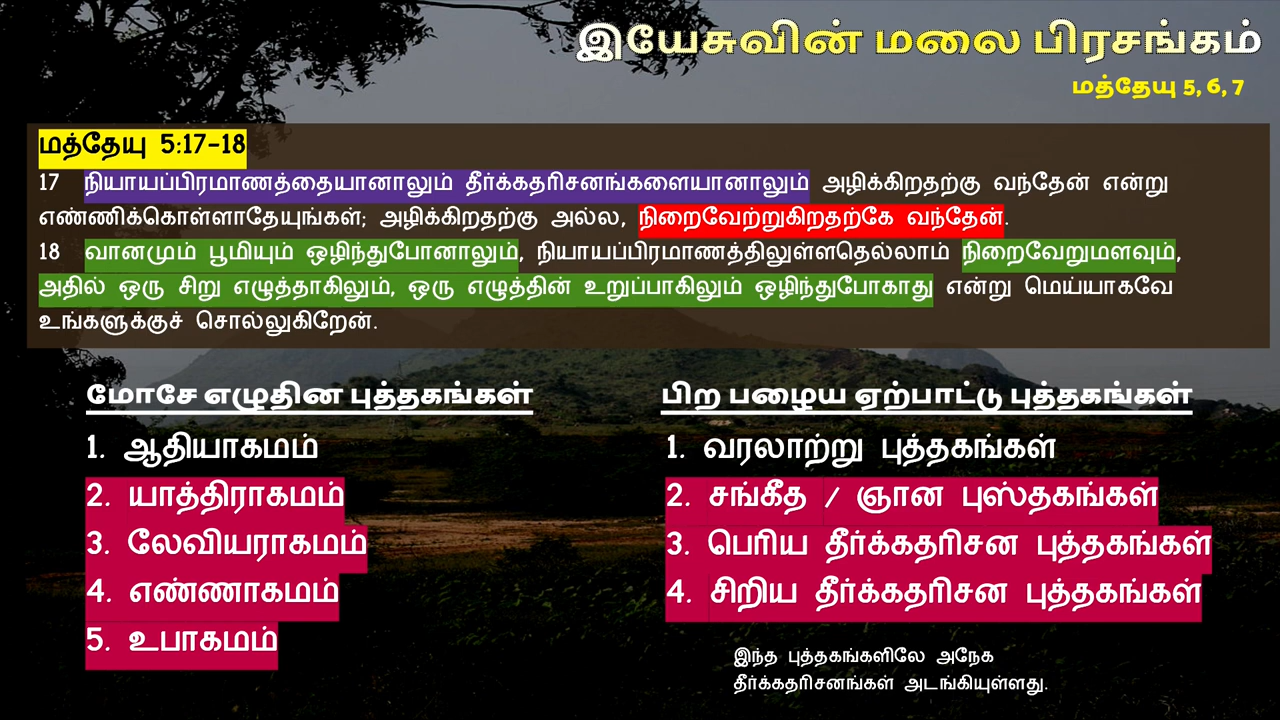 இயேசுவின் மலை பிரசங்கம்
மத்தேயு 5, 6, 7
மத்தேயு 5:17-18
17 நியாயப்பிரமாணத்தையானாலும் தீர்க்கதரிசனங்களையானாலும் அழிக்கிறதற்கு வந்தேன் என்று
எண்ணிக்கொள்ளாதேயுங்கள்; அழிக்கிறதற்கு அல்ல, நிறைவேற்றுகிறதற்கே வந்தேன்.
18 வானமும் பூமியும் ஒழிந்துபோனாலும், நியாயப்பிரமாணத்திலுள்ளதெல்லாம் நிறைவேறுமளவும்,
அதில் ஒரு சிறு எழுத்தாகிலும், ஒரு எழுத்தின் உறுப்பாகிலும் ஒழிந்துபோகாது என்று மெய்யாகவே
உங்களுக்குச் சொல்லுகிறேன்.
மோசே எழுதின புத்தகங்கள்
1. ஆதியாகமம்
2. யாத்திராகமம்
3. லேவியராகமம்
4. எண்ணாகமம்
5. உபாகமம்
பிற பழைய ஏற்பாட்டு புத்தகங்கள்
1. வரலாற்று புத்தகங்கள்
2. சங்கீத / ஞான புஸ்தகங்கள்
3. பெரிய தீர்க்கதரிசன புத்தகங்கள்
4. சிறிய தீர்க்கதரிசன புத்தகங்கள்
இந்த புத்தகங்களிலே அநேக
தீர்க்கதரிசனங்கள் அடங்கியுள்ளது.